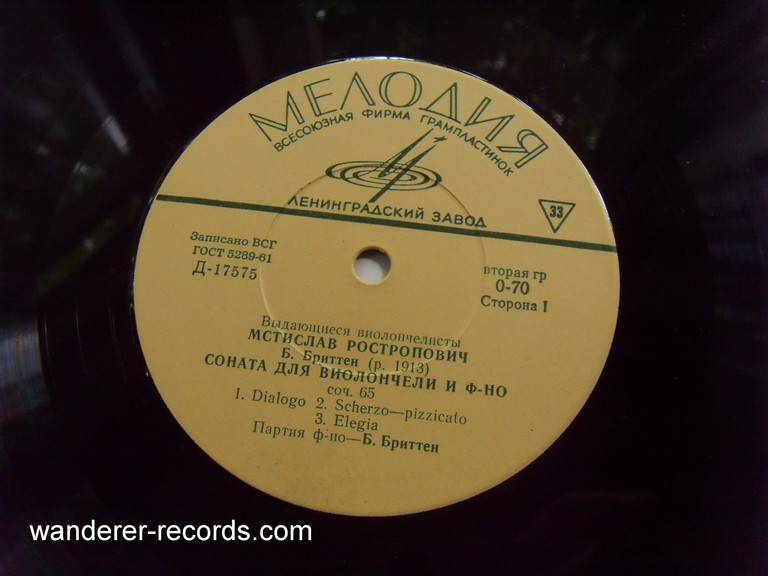 МЕЛОДИЯ
ВСЕСОЮЗНАЯ ФИРМА ГРАМПЛАСТИНОК
ЛЕНИНГРАДСКИЙ ЗАВОД
33
Записано ВСГ
ГОСТ 5289-61
Д-17575
вторая гр
0-70
Сторона 1
Выдающиеся виолончелисты
МСТИСЛАВ РОСТРОПОВИЧ
Б. Бриттен (р. 1913)
СОНАТА ДЛЯ ВИОЛОНЧЕЛИ И Ф-НО
соч. 65
1. Dialogo 2. Scherzo—pizzicato
3. Elegia
Партия ф-но—Б. Бриттен
wanderer-records.com